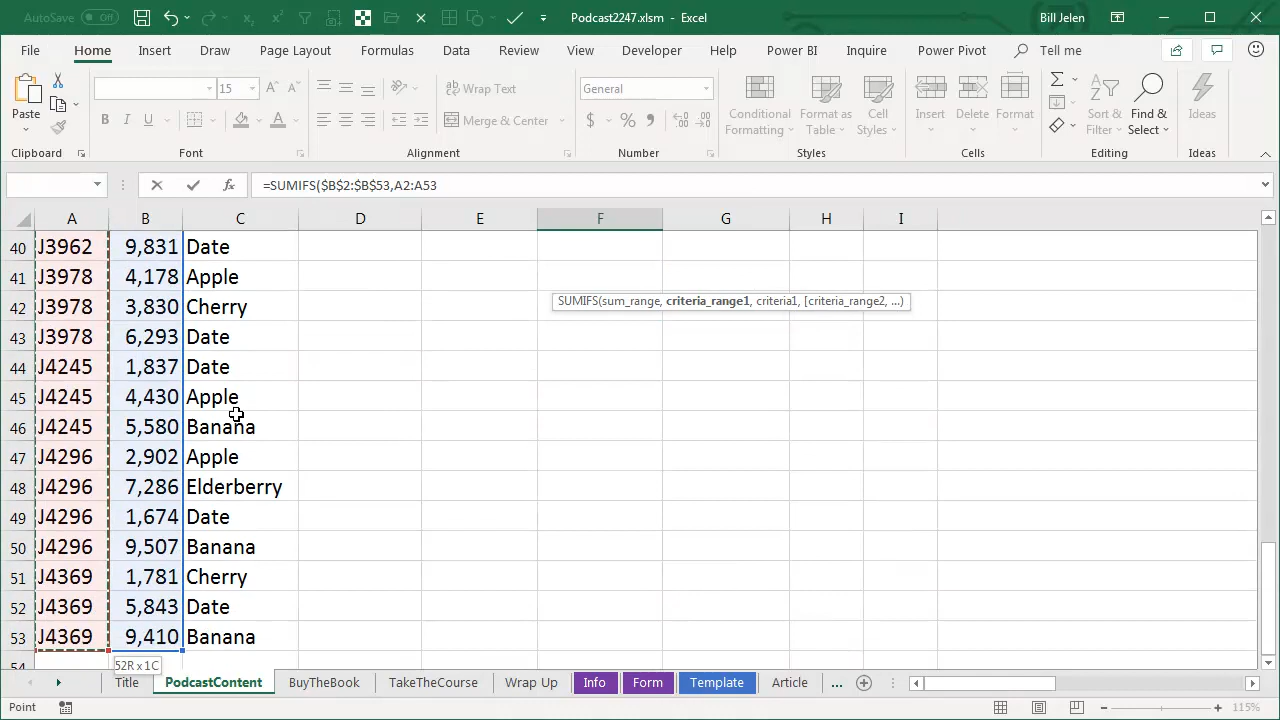 AutoSave Off Podcast2247.xlsm - Excel Bill Jelen
File Home Insert Draw Page Layout Formulas Data Review View Developer Help Power BI Inquire Power Pivot Tell me
15 Wrap Text General
Paste B I U Merge & Center $ % Conditional Formatting Format as Table Cell Styles Insert Delete Format Sort & Filter Find & Select Ideas
Clipboard Font Alignment Number Styles Cells Editing Ideas
fx =SUMIFS($B$2:$B$53,A2:A53
A B C D E F G H I
40 J3962 9,831 Date
41 J3978 4,178 Apple
42 J3978 3,830 Cherry
SUMIFS(sum_range, criteria_range1, criteria1, [criteria_range2, ...)
43 J3978 6,293 Date
44 J4245 1,837 Date
45 J4245 4,430 Apple
46 J4245 5,580 Banana
47 J4296 2,902 Apple
48 J4296 7,286 Elderberry
49 J4296 1,674 Date
50 J4296 9,507 Banana
51 J4369 1,781 Cherry
52 J4369 5,843 Date
53 J4369 9,410 Banana
54 52R x 1C
Title PodcastContent BuyTheBook TakeTheCourse Wrap Up Info Form Template Article ...
Point 115%